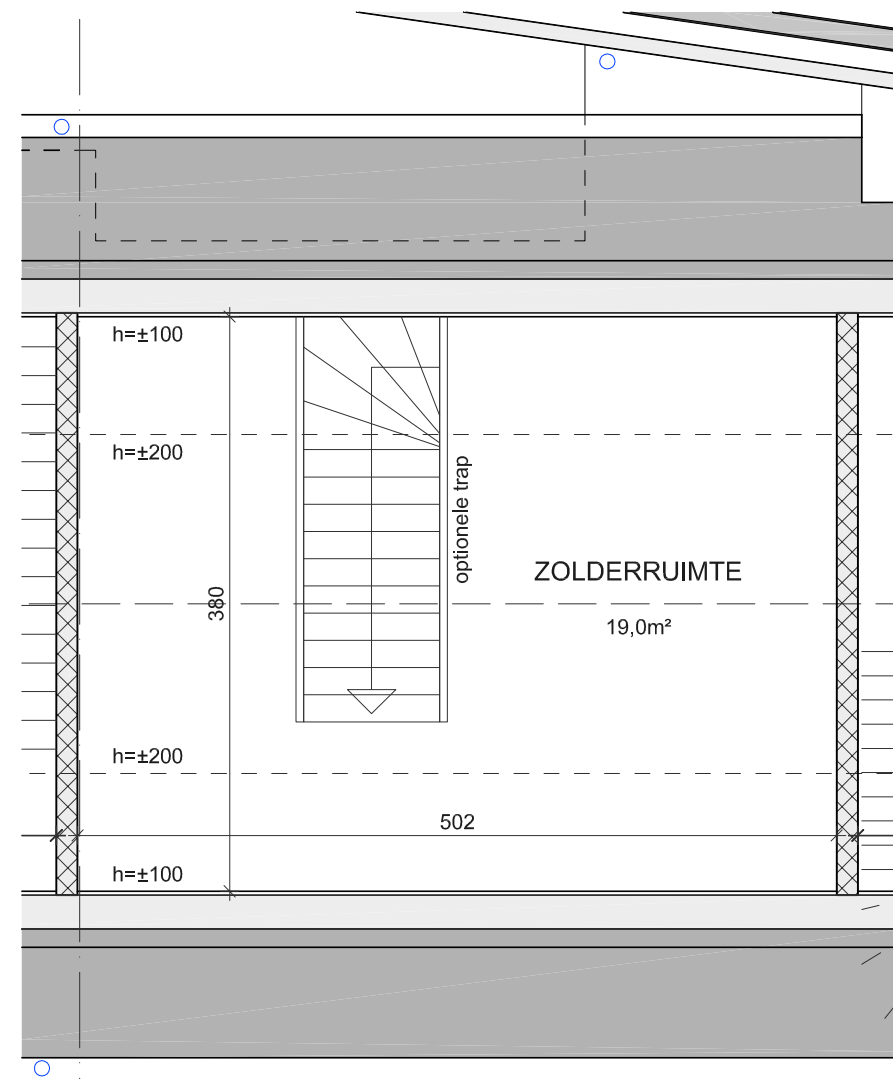 h=±100
h=±200
optionele trap
ZOLDERRUIMTE
380
19,0m²
h=±200
502
h=±100